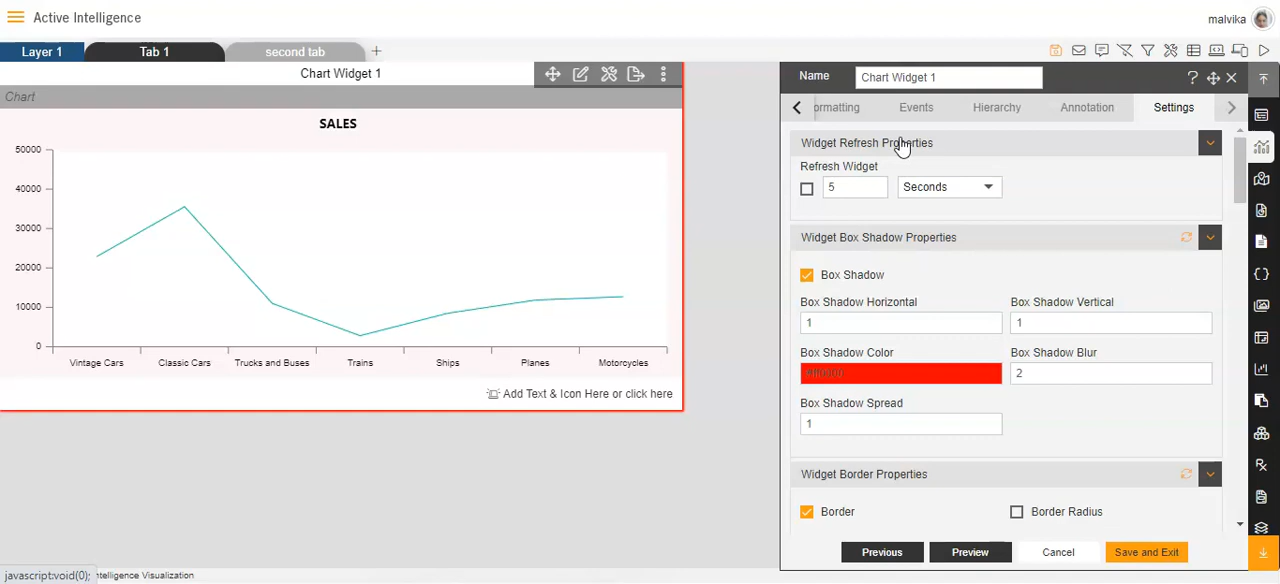 Active Intelligence
malvika
Layer 1
Tab 1
second tab
+
Chart Widget 1
Chart
SALES
50000
40000
30000
20000
10000
0
Vintage Cars
Classic Cars
Trucks and Buses
Trains
Ships
Planes
Motorcycles
Add Text & Icon Here or click here
Name
Chart Widget 1
?
ormatting
Events
Hierarchy
Annotation
Settings
Widget Refresh Properties
Refresh Widget
5
Seconds
Widget Box Shadow Properties
Box Shadow
Box Shadow Horizontal
Box Shadow Vertical
1
1
Box Shadow Color
Box Shadow Blur
#ff0000
2
Box Shadow Spread
1
Widget Border Properties
Border
Border Radius
Previous
Preview
Cancel
Save and Exit
javascript:void(0);
ntelligence Visualization